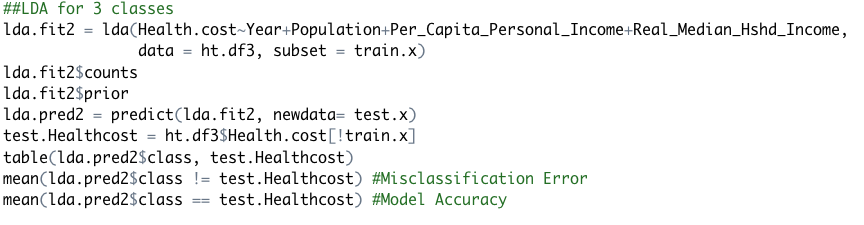 ##LDA for 3 classes
lda.fit2 = lda(Health.cost~Year+Population+Per_Capita_Personal_Income+Real_Median_Hshd_Income,
data = ht.df3, subset = train.x)
lda.fit2$counts
lda.fit2$prior
lda.pred2 = predict(lda.fit2, newdata= test.x)
test.Healthcost = ht.df3$Health.cost[!train.x]
table(lda.pred2$class, test.Healthcost)
mean(lda.pred2$class != test.Healthcost) #Misclassification Error
mean(lda.pred2$class == test.Healthcost) #Model Accuracy